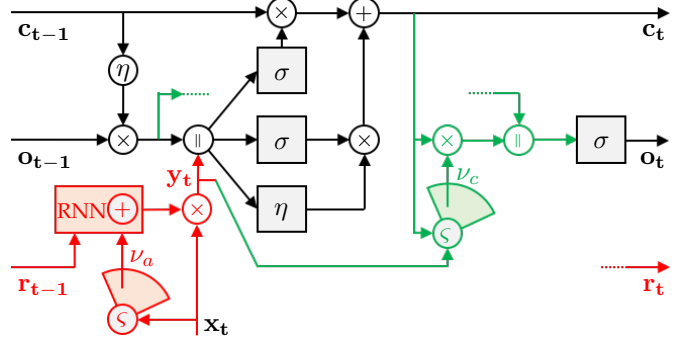 × +
c_{t−1} c_t
η σ
× ∥ σ × × ∥ σ
o_{t−1} o_t
y_t ν_c
RNN + × η
ς
ν_a
r_{t−1} r_t
ς x_t